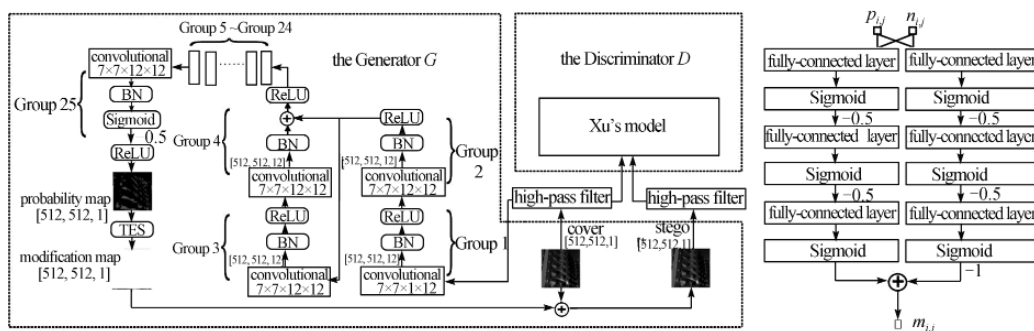 Group 5 ~Group 24
the Generator G
convolutional
7×7×12×12
Group 25
BN
Sigmoid
0.5
ReLU
probability map
[512, 512, 1]
TES
modification map
[512, 512, 1]
ReLU
Group 4
BN
[512, 512, 12]
convolutional
7×7×12×12
ReLU
Group 3
BN
[512, 512, 12]
convolutional
7×7×12×12
ReLU
BN
Group
2
[512, 512, 12]
convolutional
7×7×12×12
ReLU
Group 1
BN
[512, 512, 12]
convolutional
7×7×1×12
the Discriminator D
Xu's model
high-pass filter
high-pass filter
cover
[512,512,1]
stego
[512,512,1]
p_{i,j}
n_{i,j}
fully-connected layer
fully-connected layer
Sigmoid
Sigmoid
−0.5
−0.5
fully-connected layer
fully-connected layer
Sigmoid
Sigmoid
−0.5
−0.5
fully-connected layer
fully-connected layer
Sigmoid
Sigmoid
−1
m_{i,j}